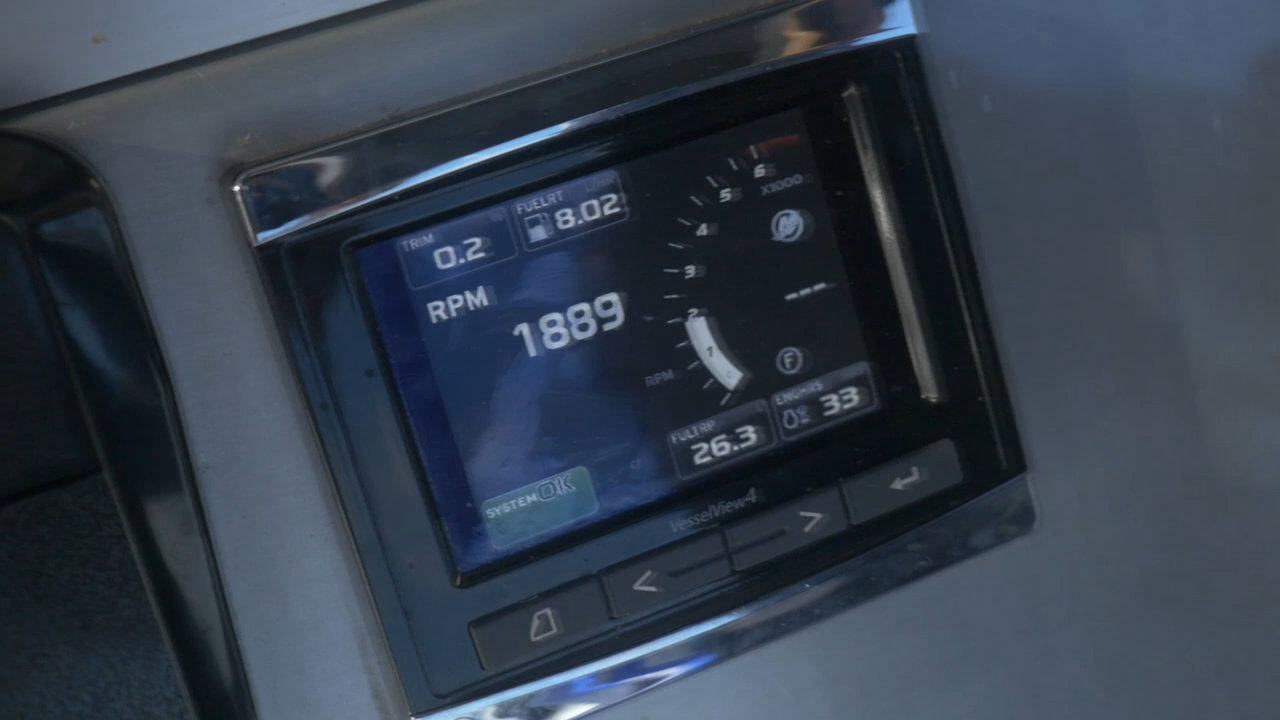 TRIM
0.2
FUELRT
8.02
RPM
1889
6
X1000
5
4
3
2
1
RPM
F
FULTRP
26.3
ENGHRS
33
SYSTEM OK
VesselView4